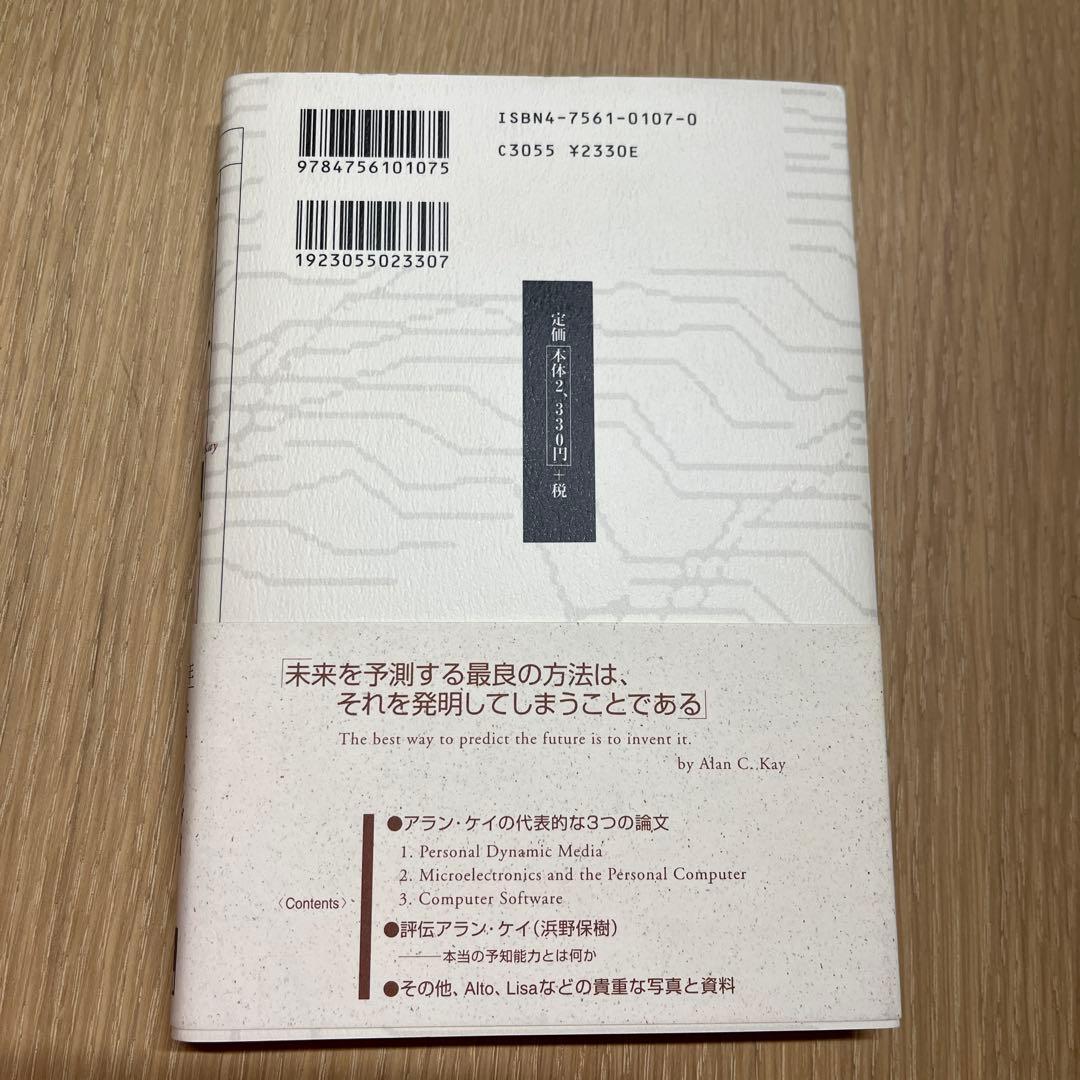 ISBN4-7561-0107-0
C3055 ¥2330E
9784756101075
1923055023307
定価 本体2、330円+税
「未来を予測する最良の方法は、
それを発明してしまうことである」
The best way to predict the future is to invent it.
by Alan C. Kay
〈Contents〉
●アラン・ケイの代表的な3つの論文
1. Personal Dynamic Media
2. Microelectronics and the Personal Computer
3. Computer Software
●評伝アラン・ケイ(浜野保樹)
――本当の予知能力とは何か
●その他、Alto、Lisaなどの貴重な写真と資料
Kay